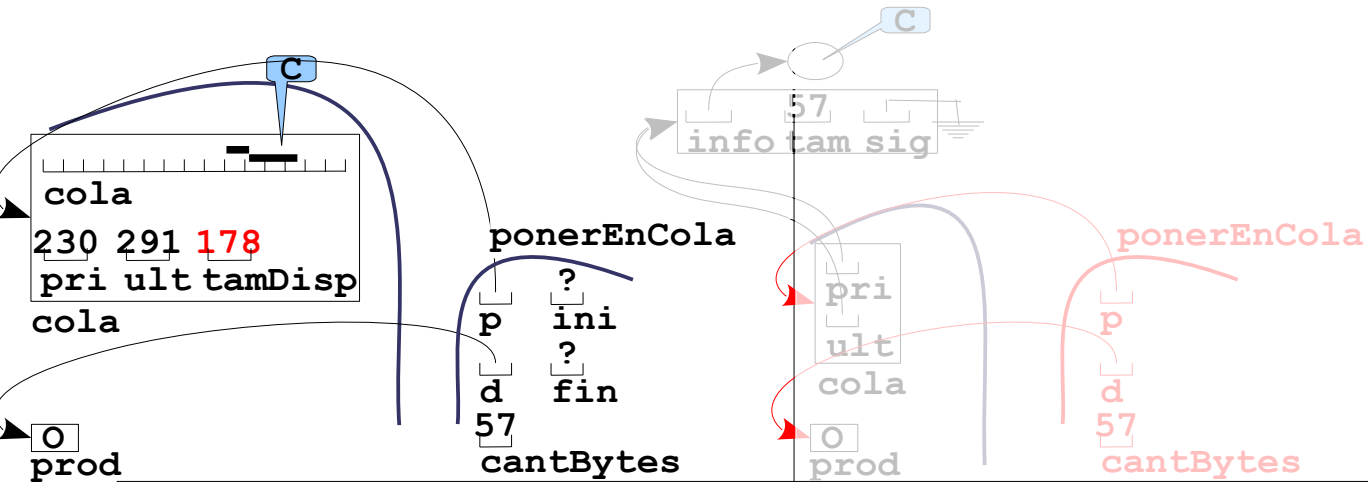 C
cola
230 291 178
pri ult tamDisp
cola
ponerEnCola
?
p ini
?
d fin
57
cantBytes
O
prod
C
57
info tam sig
pri
ult
cola
ponerEnCola
p
d
57
cantBytes
O
prod